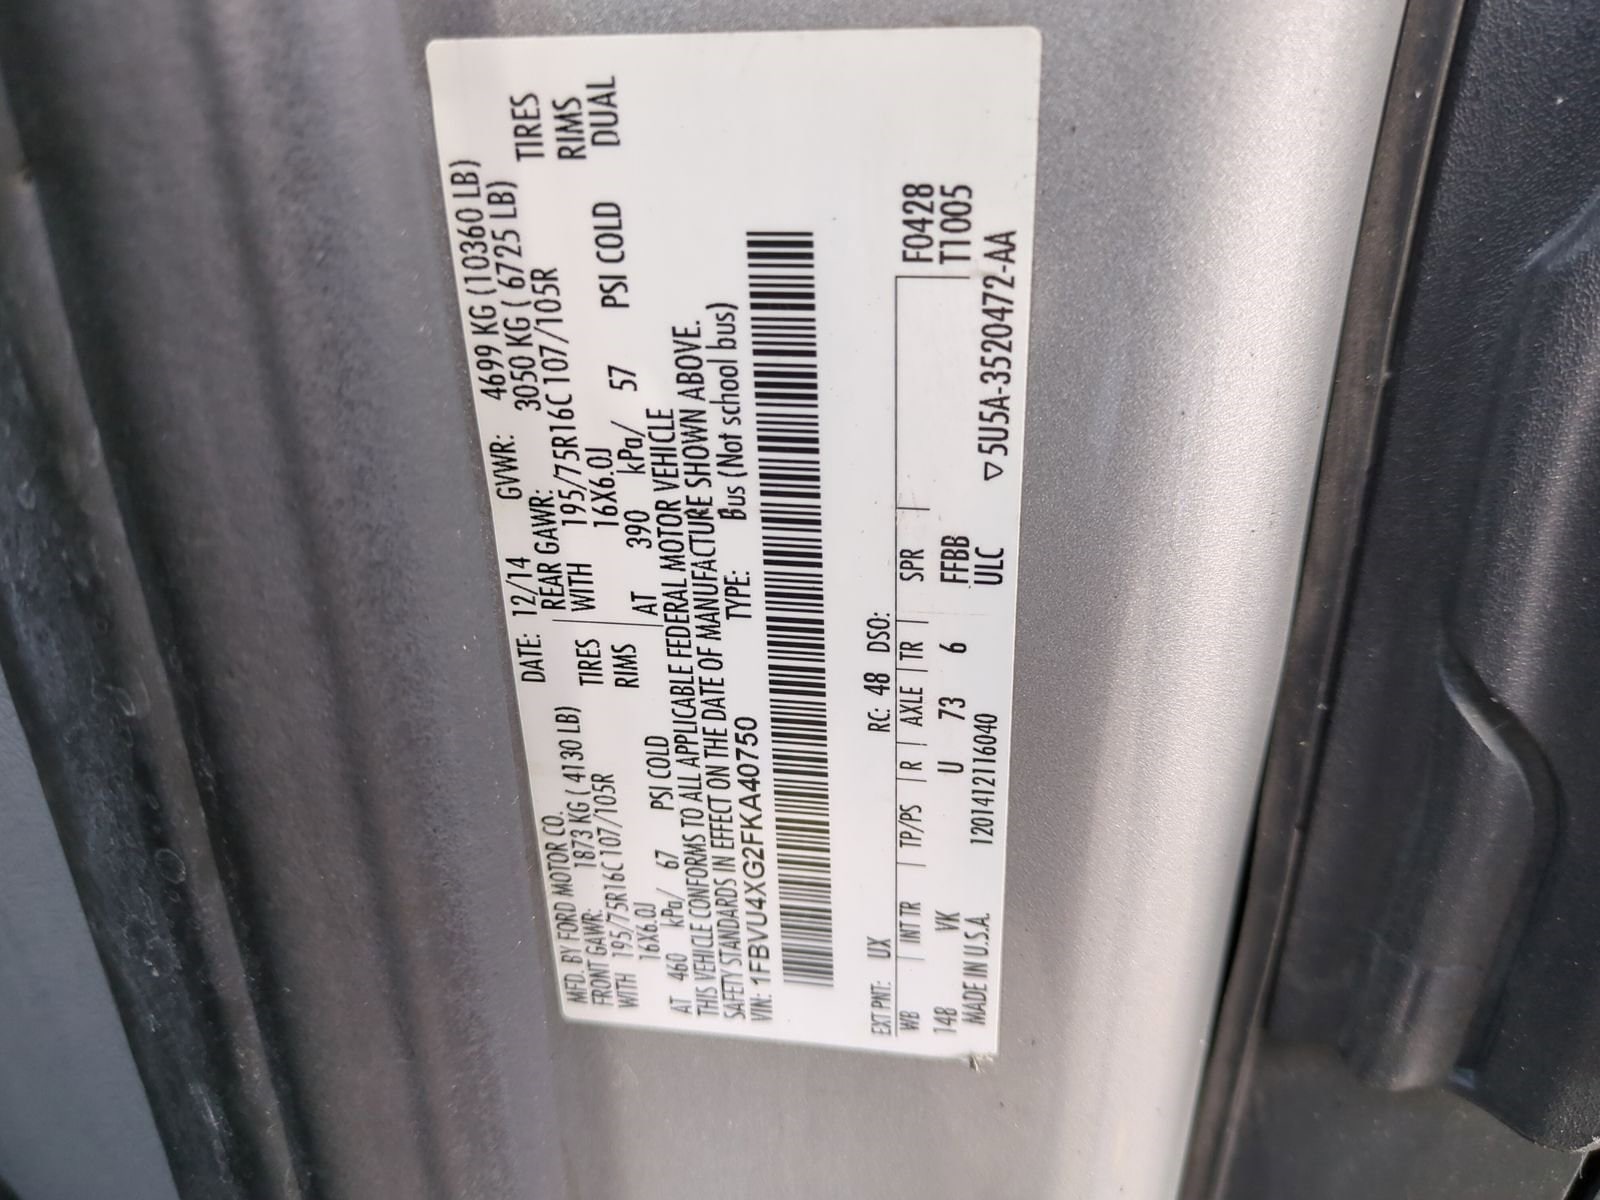 MFD. BY FORD MOTOR CO. DATE: 12/14 GVWR: 4699 KG (10360 LB)
FRONT GAWR: 1873 KG ( 4130 LB) REAR GAWR: 3050 KG ( 6725 LB)
WITH 195/75R16C 107/105R TIRES WITH 195/75R16C 107/105R TIRES
16X6.0J RIMS 16X6.0J RIMS
AT 460 kPa/ 67 PSI COLD AT 390 kPa/ 57 PSI COLD DUAL
THIS VEHICLE CONFORMS TO ALL APPLICABLE FEDERAL MOTOR VEHICLE
SAFETY STANDARDS IN EFFECT ON THE DATE OF MANUFACTURE SHOWN ABOVE.
VIN: 1FBVU4XG2FKA40750 TYPE: Bus (Not school bus)
EXT PNT: UX RC: 48 DSO:
WB | INT TR | TP/PS | R | AXLE | TR | SPR | F0428
148 VK U 73 6 FFBB T1005
MADE IN U.S.A. 1201412116040 ULC ▽5U5A-3520472-AA